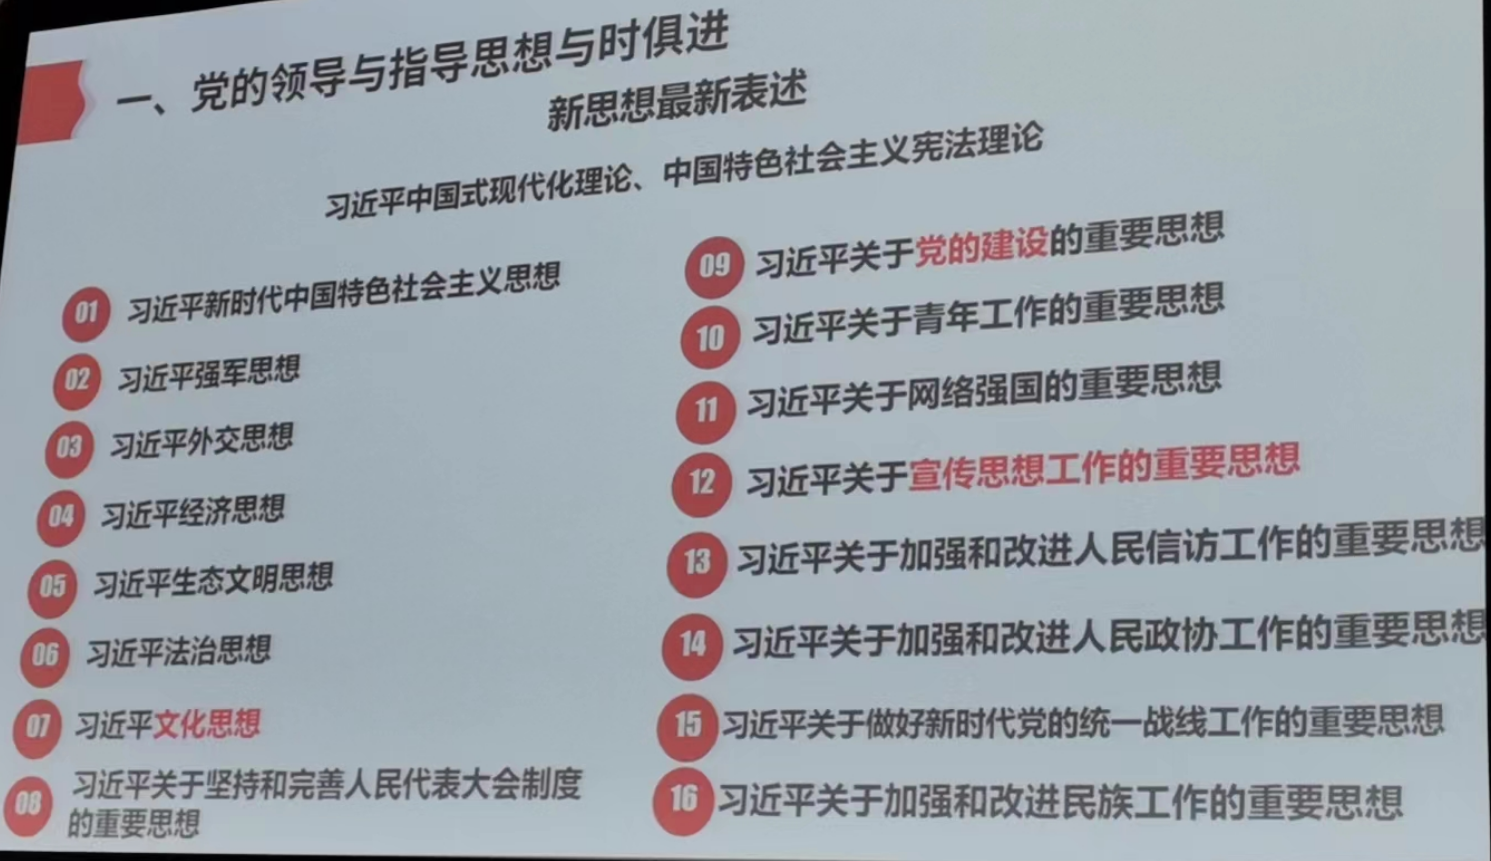 一、党的领导与指导思想与时俱进
新思想最新表述
习近平中国式现代化理论、中国特色社会主义宪法理论
01 习近平新时代中国特色社会主义思想
02 习近平强军思想
03 习近平外交思想
04 习近平经济思想
05 习近平生态文明思想
06 习近平法治思想
07 习近平文化思想
08 习近平关于坚持和完善人民代表大会制度
的重要思想
09 习近平关于党的建设的重要思想
10 习近平关于青年工作的重要思想
11 习近平关于网络强国的重要思想
12 习近平关于宣传思想工作的重要思想
13 习近平关于加强和改进人民信访工作的重要思想
14 习近平关于加强和改进人民政协工作的重要思想
15 习近平关于做好新时代党的统一战线工作的重要思想
16 习近平关于加强和改进民族工作的重要思想